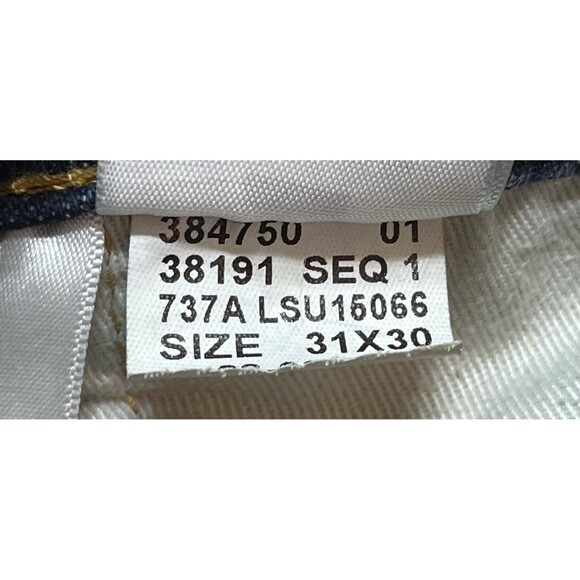 384750 01
38191 SEQ 1
737A LSU15066
SIZE 31X30